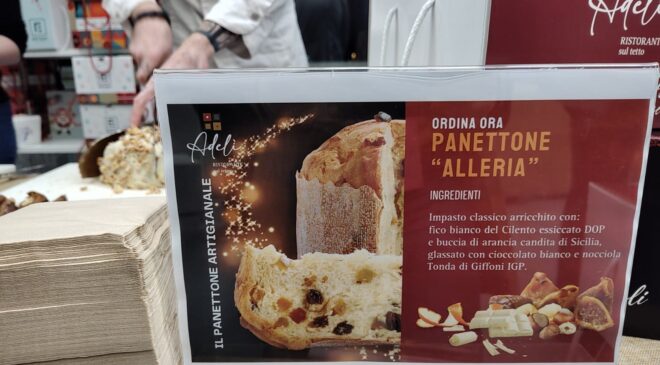 Adeli
RISTORANTE
sul tetto
ORDINA ORA
PANETTONE
"ALLERIA"
INGREDIENTI
Impasto classico arricchito con:
fico bianco del Cilento essiccato DOP
e buccia di arancia candita di Sicilia,
glassato con cioccolato bianco e nocciola
Tonda di Giffoni IGP.
Adeli
IL PANETTONE ARTIGIANALE